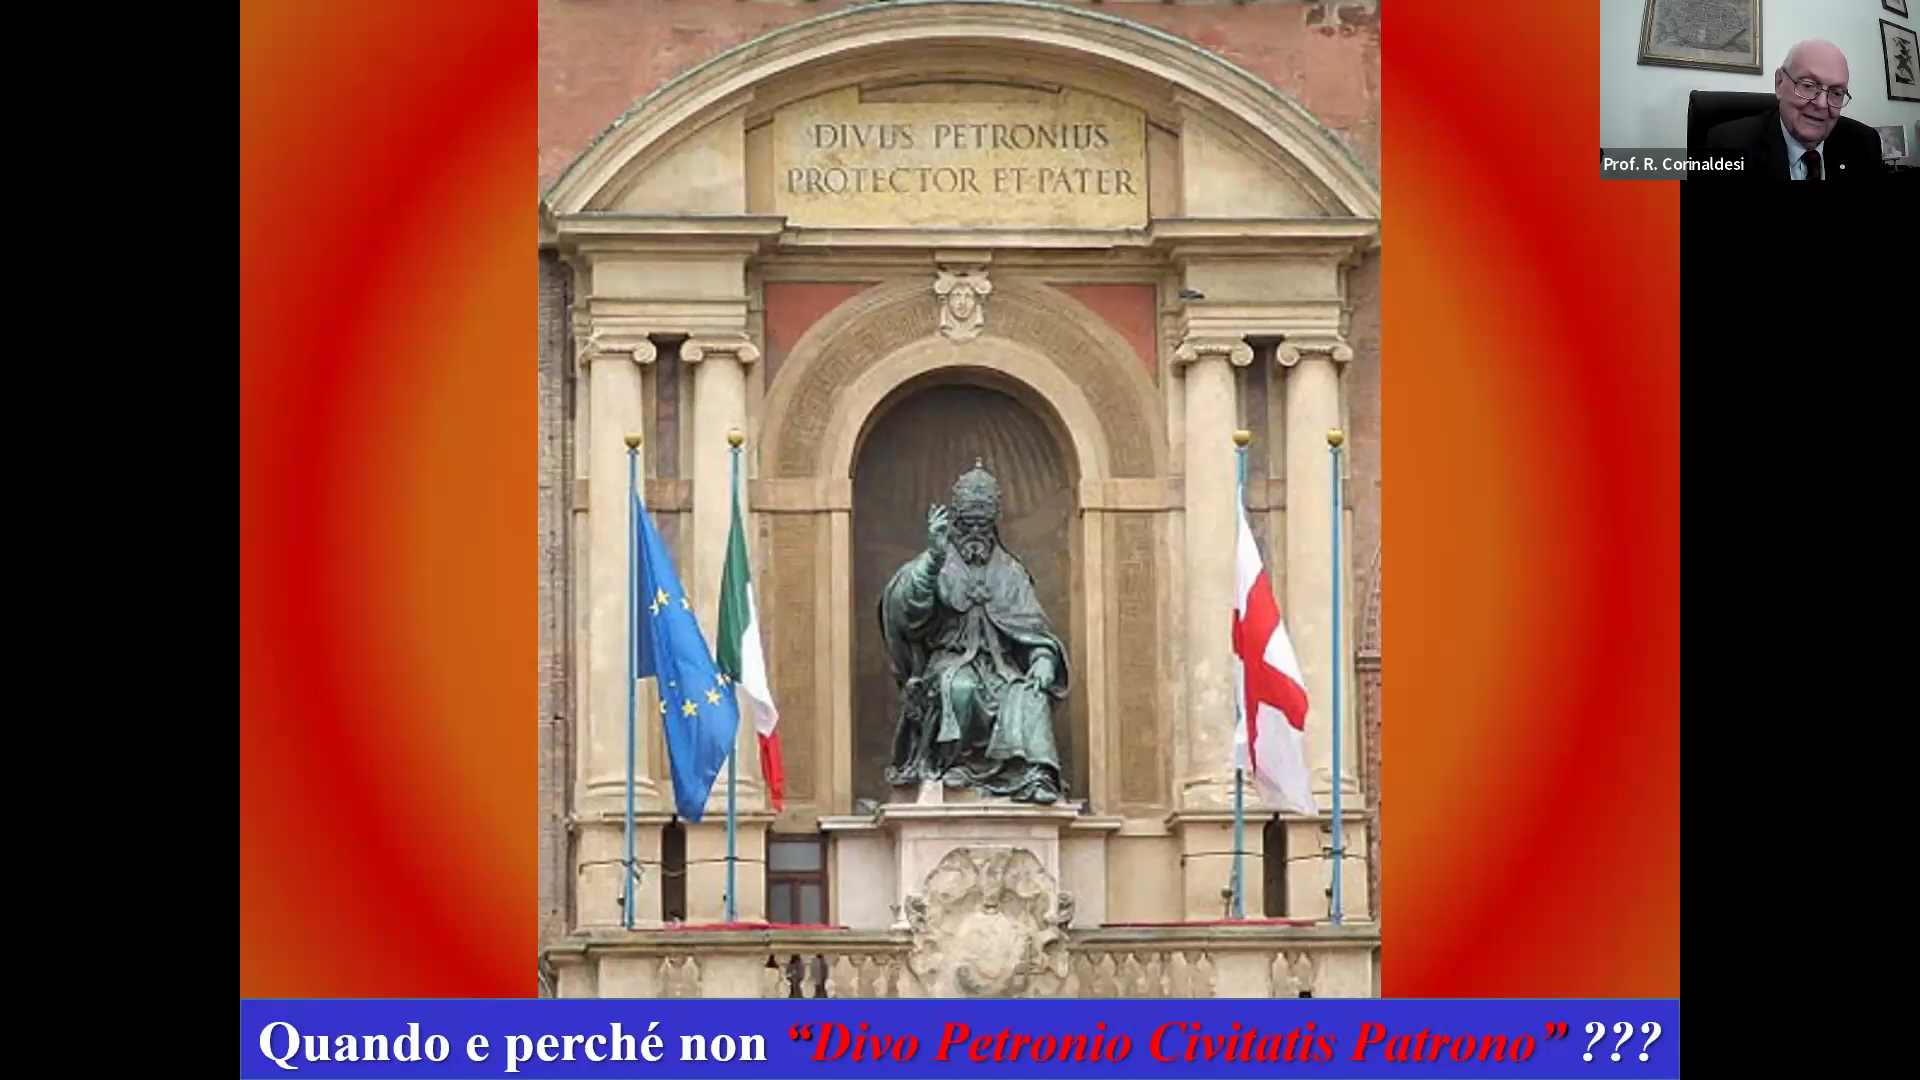 DIVUS PETRONIUS
PROTECTOR ET PATER
Prof. R. Corinaldesi
Quando e perché non “Divo Petronio Civitatis Patrono” ???